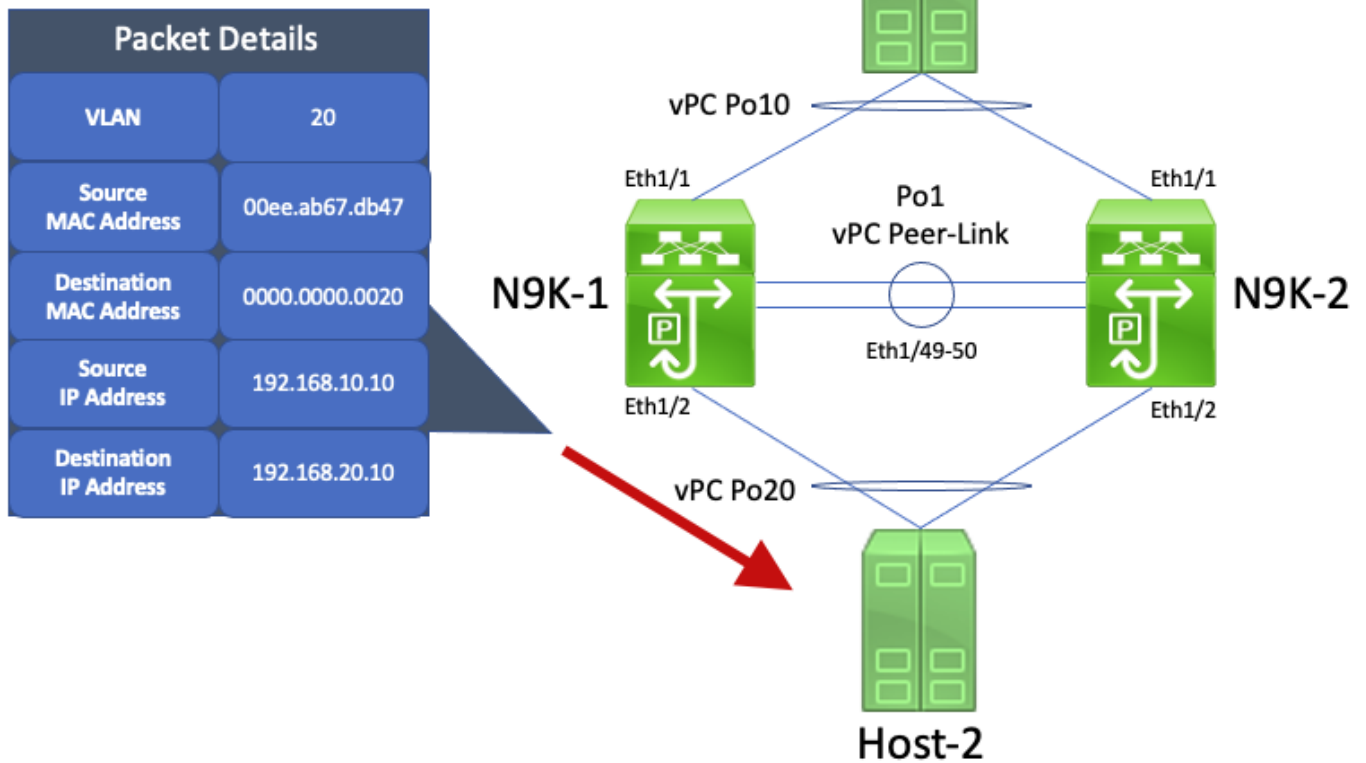 Packet Details
VLAN
20
Source
MAC Address
00ee.ab67.db47
Destination
MAC Address
0000.0000.0020
Source
IP Address
192.168.10.10
Destination
IP Address
192.168.20.10
vPC Po10
Eth1/1
Eth1/1
Po1
vPC Peer-Link
N9K-1
P
P
N9K-2
Eth1/49-50
Eth1/2
Eth1/2
vPC Po20
Host-2